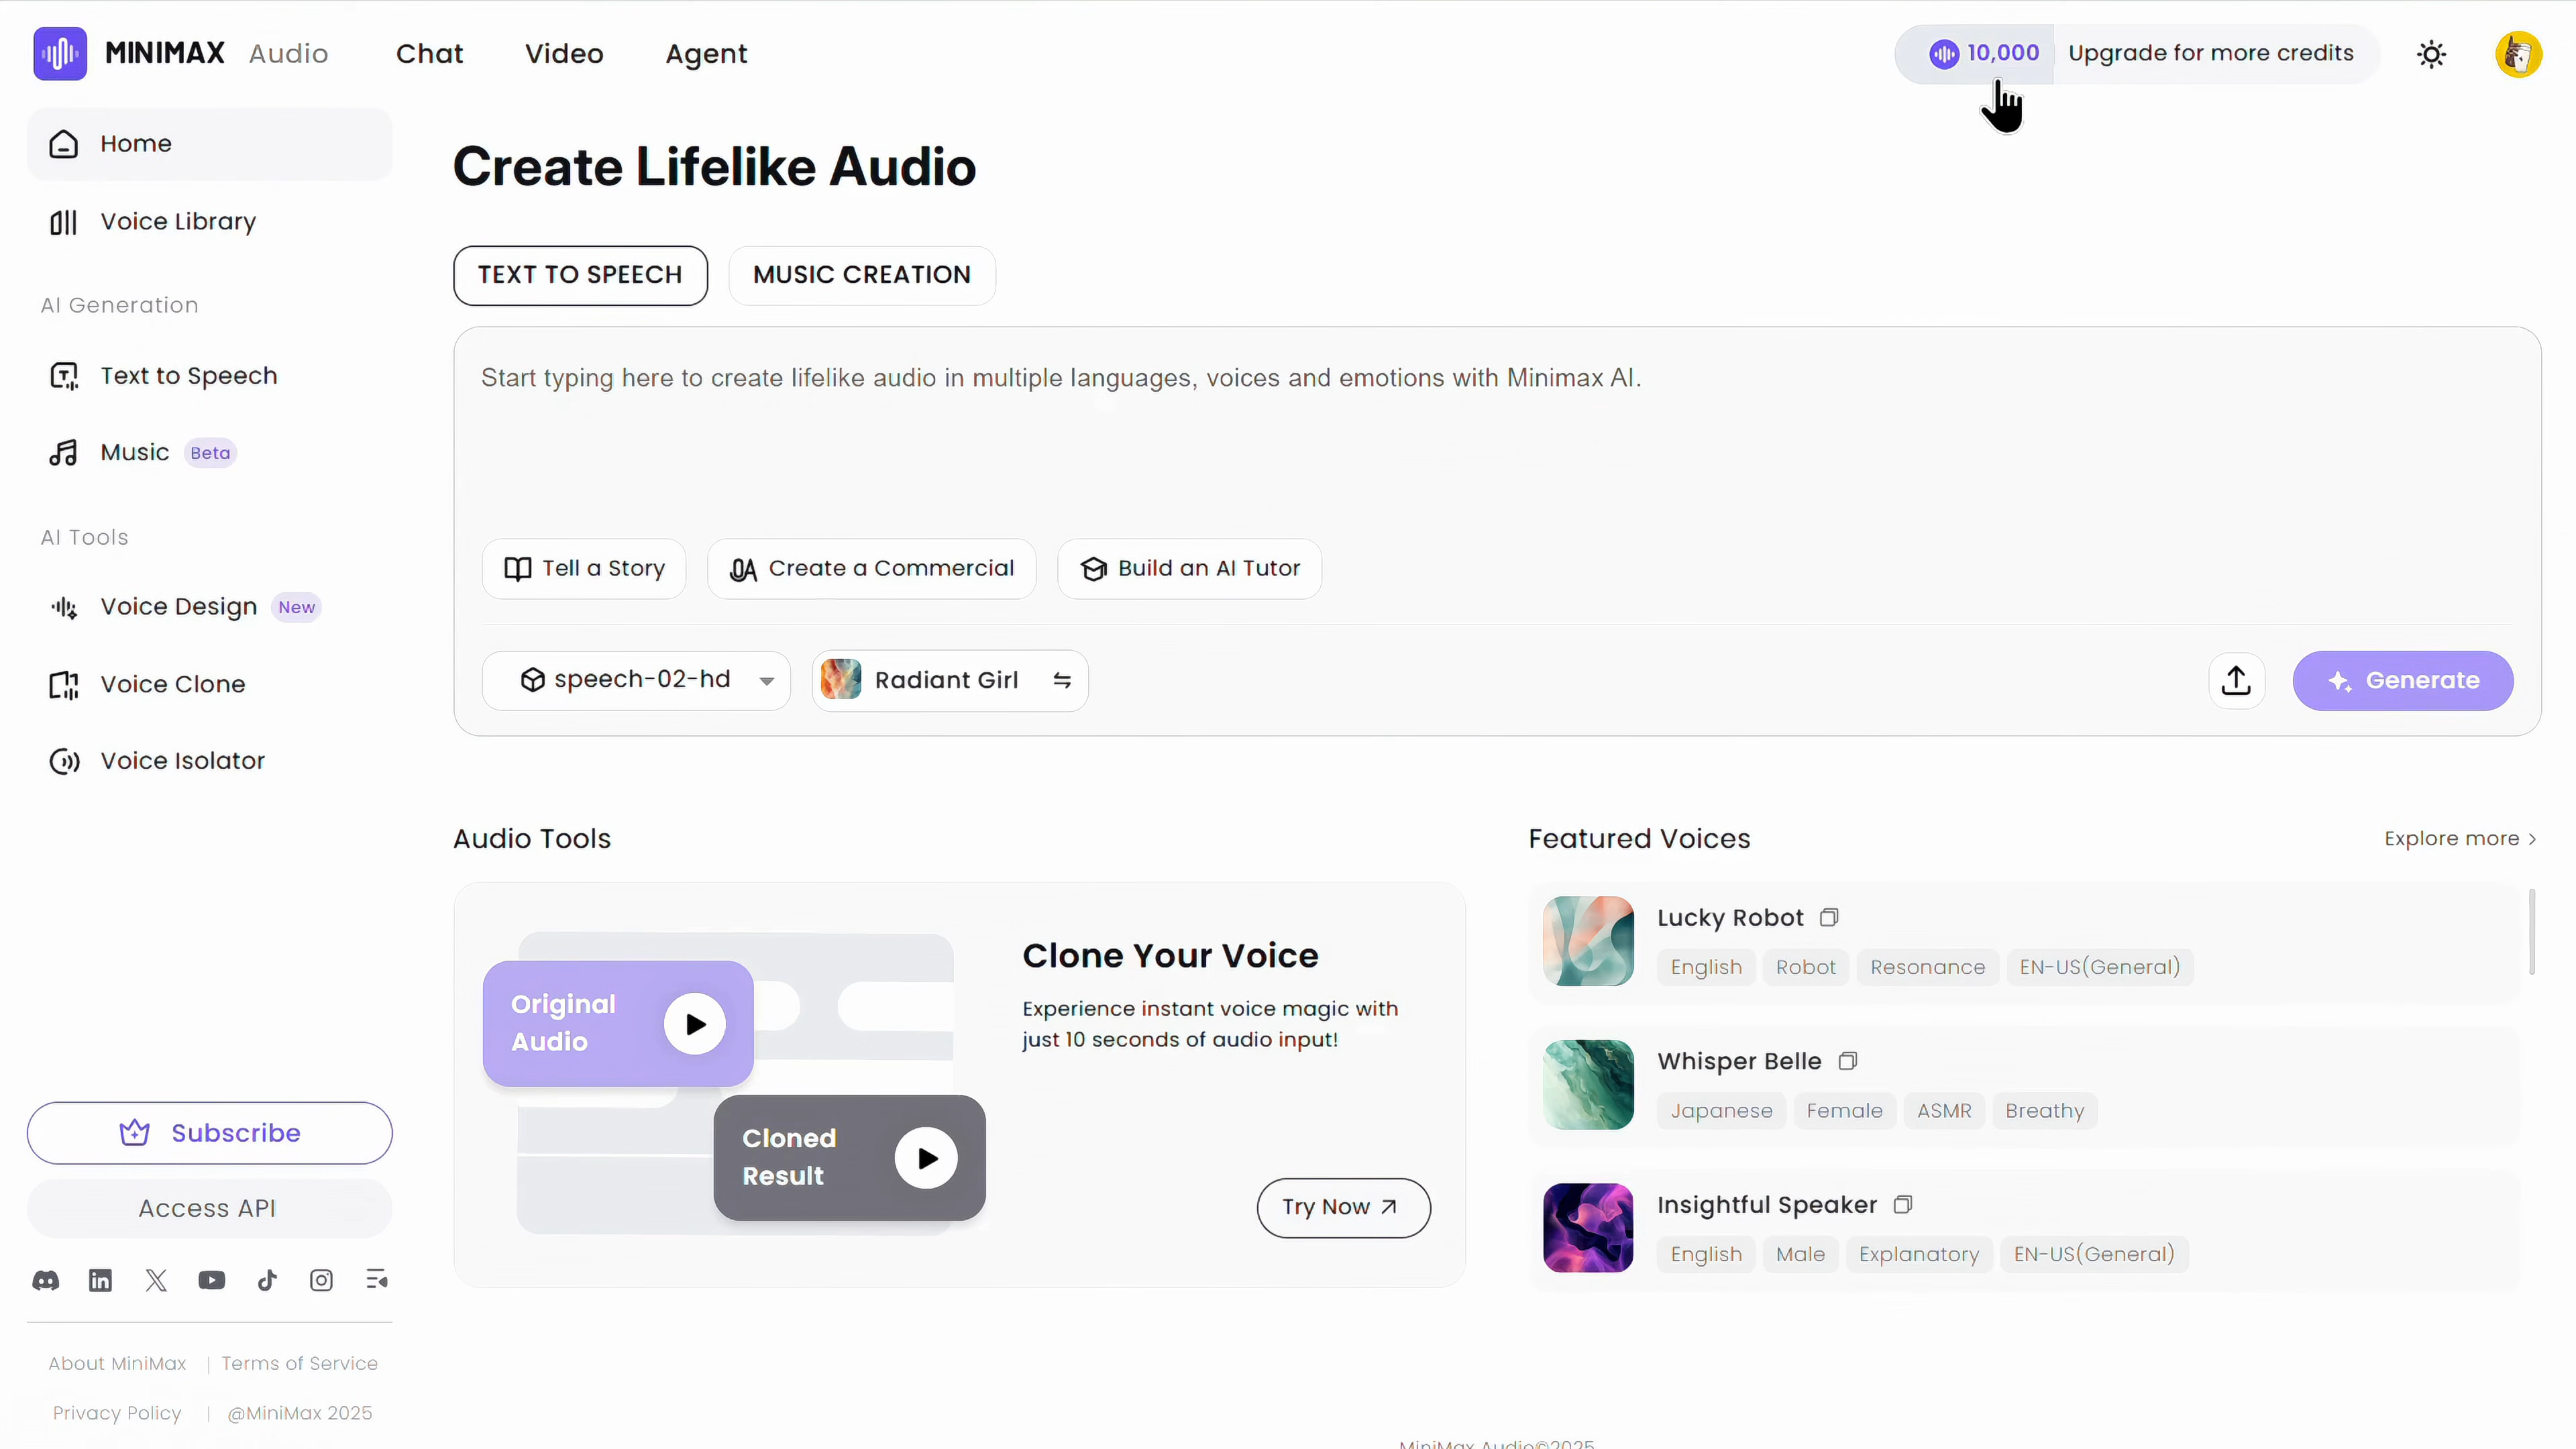 MINIMAX Audio Chat Video Agent 10,000 Upgrade for more credits
Home
Voice Library
AI Generation
Text to Speech
Music Beta
AI Tools
Voice Design New
Voice Clone
Voice Isolator
Subscribe
Access API
About MiniMax | Terms of Service
Privacy Policy | @MiniMax 2025
Create Lifelike Audio
TEXT TO SPEECH MUSIC CREATION
Start typing here to create lifelike audio in multiple languages, voices and emotions with Minimax AI.
Tell a Story Create a Commercial Build an AI Tutor
speech-02-hd Radiant Girl Generate
Audio Tools
Original
Audio
Cloned
Result
Clone Your Voice
Experience instant voice magic with
just 10 seconds of audio input!
Try Now
Featured Voices Explore more
Lucky Robot
English Robot Resonance EN-US(General)
Whisper Belle
Japanese Female ASMR Breathy
Insightful Speaker
English Male Explanatory EN-US(General)
MiniMax Audio©2025